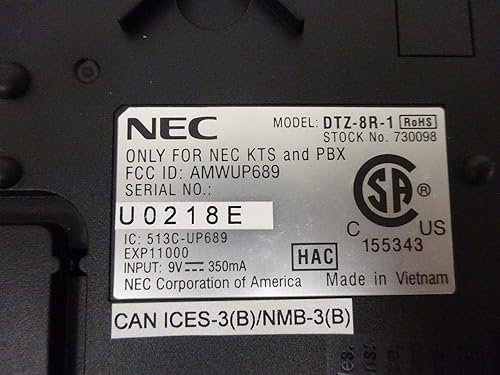 NEC MODEL: DTZ-8R-1 RoHS
STOCK No. 730098
ONLY FOR NEC KTS and PBX
FCC ID: AMWUP689
SERIAL NO.:
U0218E
SA ®
C US
155343
IC: 513C-UP689
EXP11000
INPUT: 9V⎓350mA HAC
NEC Corporation of America Made in Vietnam
CAN ICES-3(B)/NMB-3(B)